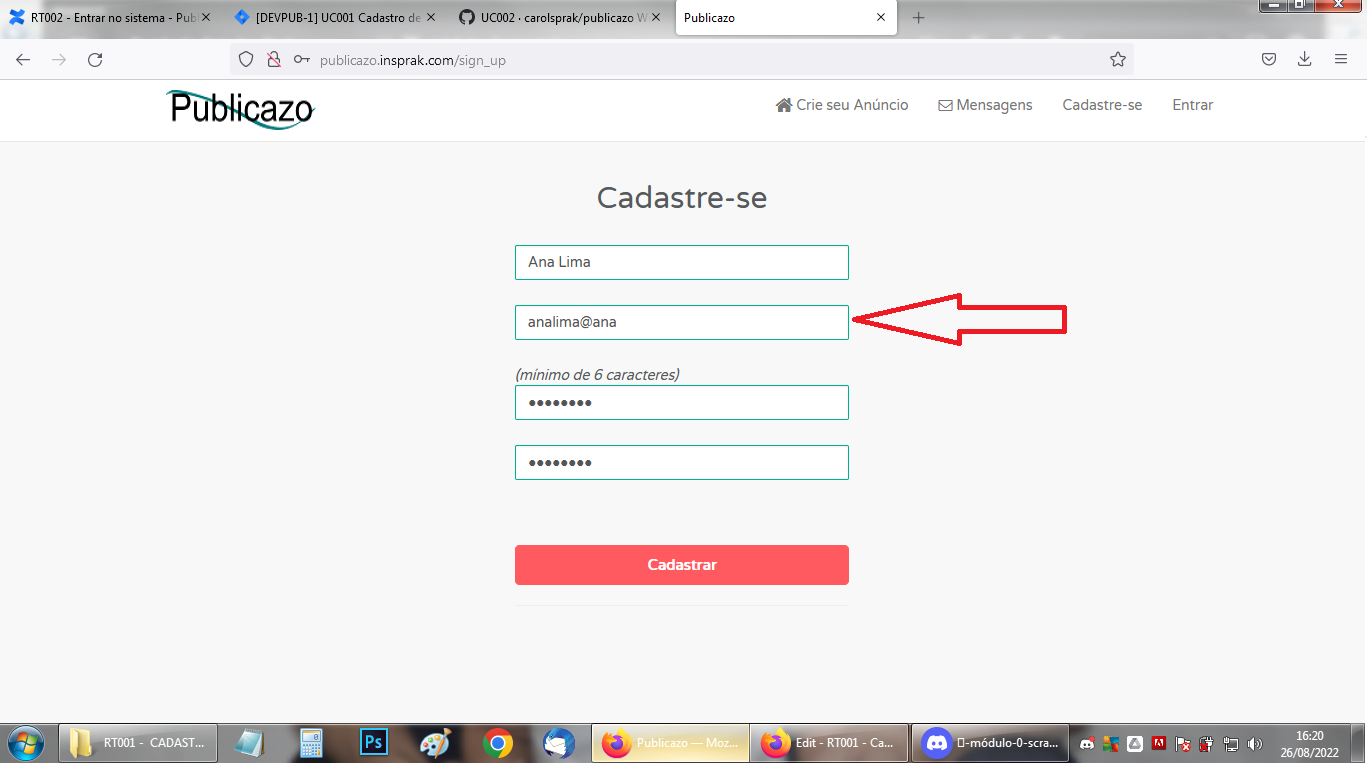 RT002 - Entrar no sistema - Publ
[DEVPUB-1] UC001 Cadastro de
UC002 · carolsprak/publicazo W
Publicazo
publicazo.insprak.com/sign_up
Publicazo
Crie seu Anúncio
Mensagens
Cadastre-se
Entrar
Cadastre-se
Ana Lima
analima@ana
(mínimo de 6 caracteres)
●●●●●●●●
●●●●●●●●
Cadastrar
RT001 - CADAST...
Ps
Publicazo — Moz...
Edit - RT001 - Ca...
-módulo-0-scra...
16:20
26/08/2022